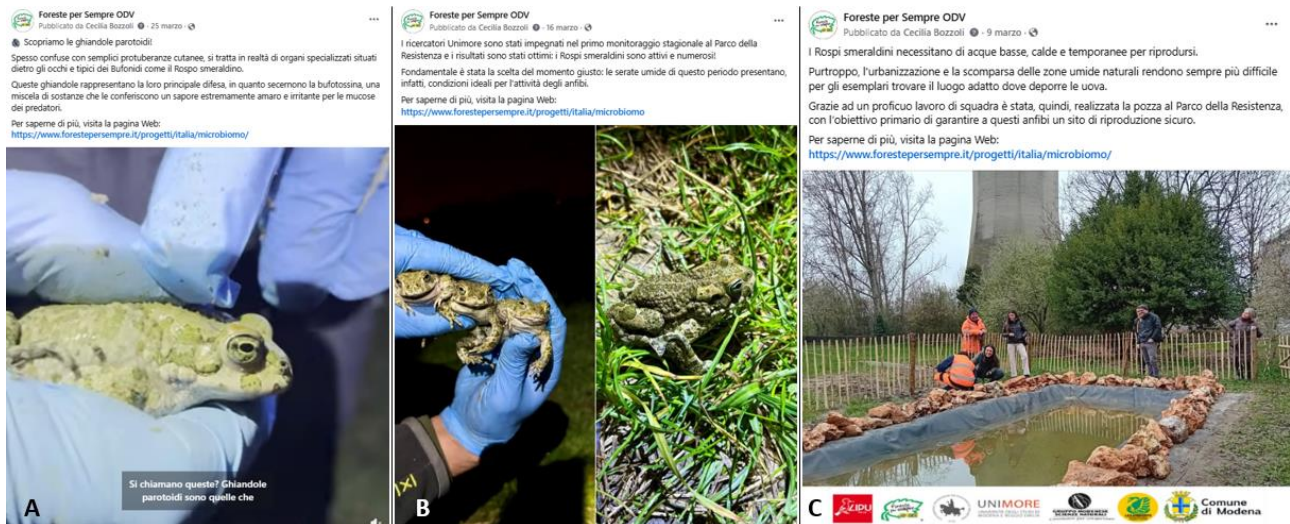 Foreste per Sempre ODV
Pubblicato da Cecilia Bozzoli · 25 marzo ·
Scopriamo le ghiandole parotoidi!
Spesso confuse con semplici protuberanze cutanee, si tratta in realtà di organi specializzati situati
dietro gli occhi e tipici dei Bufonidi come il Rospo smeraldino.
Queste ghiandole rappresentano la loro principale difesa, in quanto secernono la bufotossina, una
miscela di sostanze che le conferiscono un sapore estremamente amaro e irritante per le mucose
dei predatori.
Per saperne di più, visita la pagina Web:
https://www.forestepersempre.it/progetti/italia/microbiomo/
Si chiamano queste? Ghiandole
parotoidi sono quelle che
A
Foreste per Sempre ODV
Pubblicato da Cecilia Bozzoli · 16 marzo ·
I ricercatori Unimore sono stati impegnati nel primo monitoraggio stagionale al Parco della
Resistenza e i risultati sono stati ottimi: i Rospi smeraldini sono attivi e numerosi!
Fondamentale è stata la scelta del momento giusto: le serate umide di questo periodo presentano,
infatti, condizioni ideali per l'attività degli anfibi.
Per saperne di più, visita la pagina Web:
https://www.forestepersempre.it/progetti/italia/microbiomo
B
Foreste per Sempre ODV
Pubblicato da Cecilia Bozzoli · 9 marzo ·
I Rospi smeraldini necessitano di acque basse, calde e temporanee per riprodursi.
Purtroppo, l'urbanizzazione e la scomparsa delle zone umide naturali rendono sempre più difficile
per gli esemplari trovare il luogo adatto dove deporre le uova.
Grazie ad un proficuo lavoro di squadra è stata, quindi, realizzata la pozza al Parco della Resistenza,
con l'obiettivo primario di garantire a questi anfibi un sito di riproduzione sicuro.
Per saperne di più, visita la pagina Web:
https://www.forestepersempre.it/progetti/italia/microbiomo/
C
LIPU
UNIMORE
GRUPPO MODENESE
SCIENZE NATURALI
Comune
di Modena